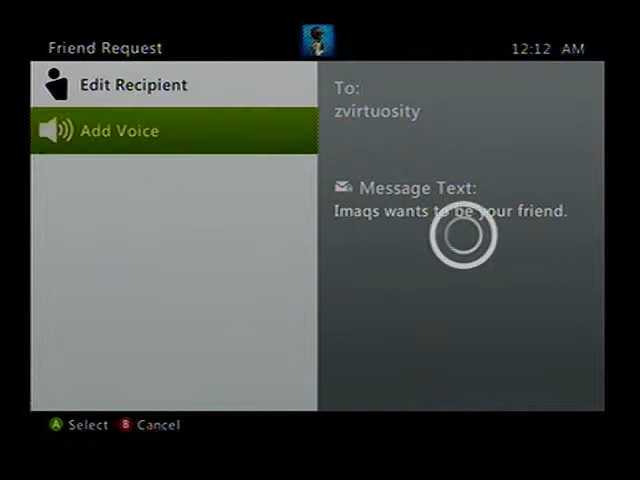 Friend Request
12:12 AM
Edit Recipient
Add Voice
To:
zvirtuosity
Message Text:
Imaqs wants to be your friend.
A Select B Cancel